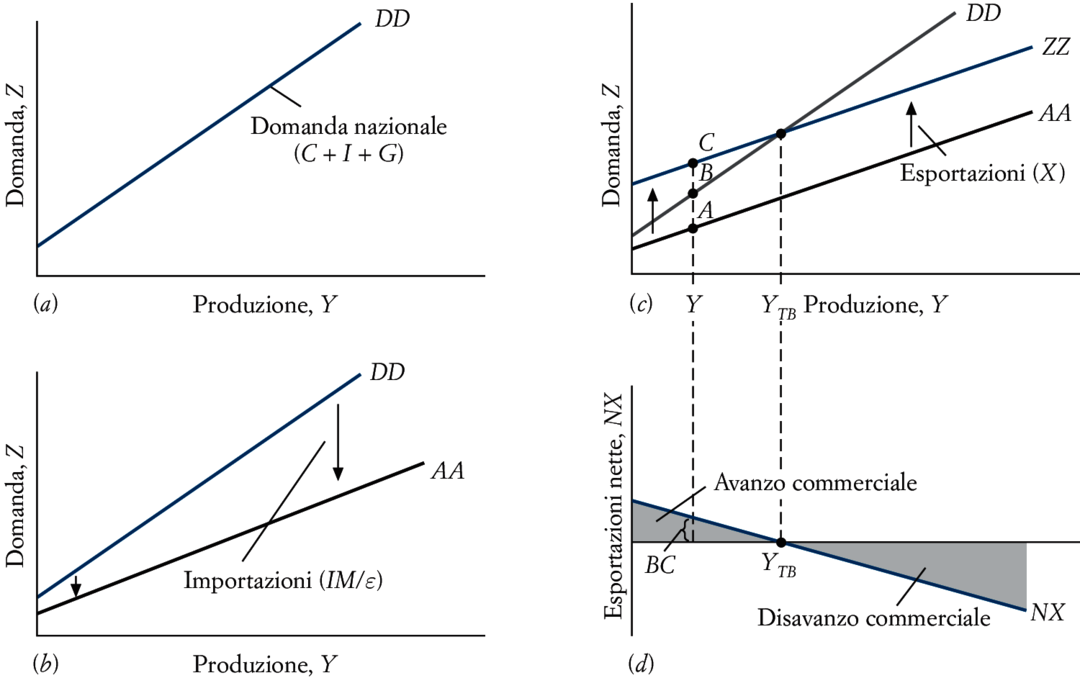 DD
Domanda, Z
Domanda nazionale
(C + I + G)
(a)
Produzione, Y
DD
AA
Domanda, Z
Importazioni (IM/ε)
(b)
Produzione, Y
DD
ZZ
AA
Domanda, Z
C
B
A
Esportazioni (X)
(c)
Y
Y_TB Produzione, Y
Esportazioni nette, NX
Avanzo commerciale
BC
Y_TB
Disavanzo commerciale
NX
(d)